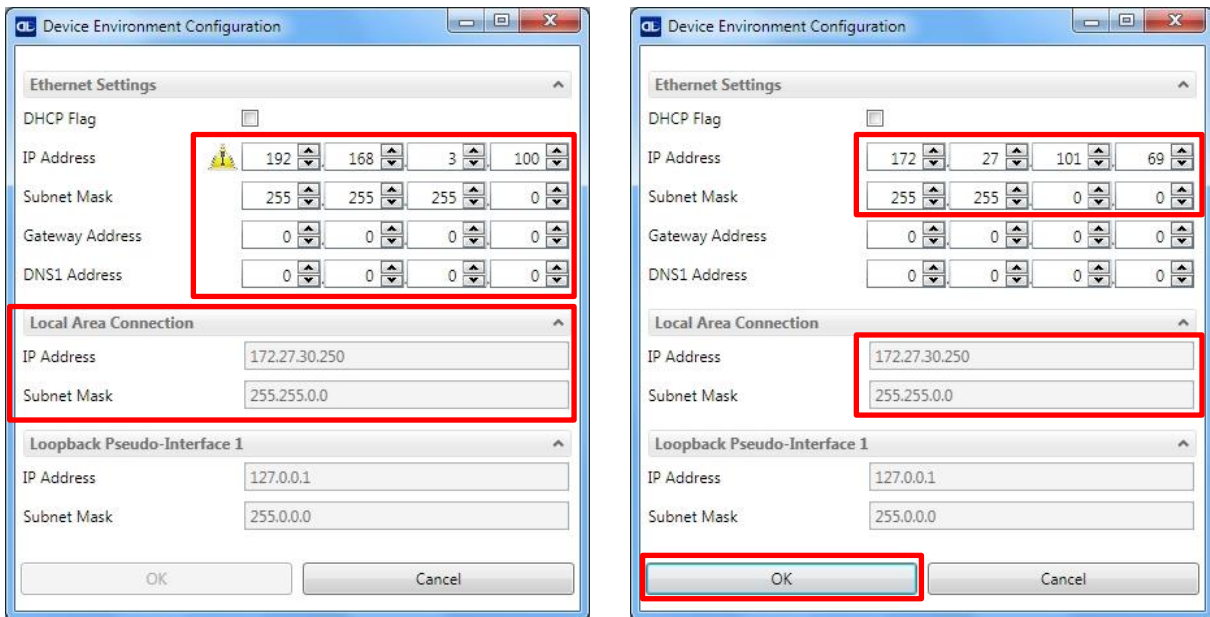 Device Environment Configuration
Ethernet Settings
DHCP Flag
IP Address 192 . 168 . 3 . 100
Subnet Mask 255 . 255 . 255 . 0
Gateway Address 0 . 0 . 0 . 0
DNS1 Address 0 . 0 . 0 . 0
Local Area Connection
IP Address 172.27.30.250
Subnet Mask 255.255.0.0
Loopback Pseudo-Interface 1
IP Address 127.0.0.1
Subnet Mask 255.0.0.0
OK Cancel
Device Environment Configuration
Ethernet Settings
DHCP Flag
IP Address 172 . 27 . 101 . 69
Subnet Mask 255 . 255 . 0 . 0
Gateway Address 0 . 0 . 0 . 0
DNS1 Address 0 . 0 . 0 . 0
Local Area Connection
IP Address 172.27.30.250
Subnet Mask 255.255.0.0
Loopback Pseudo-Interface 1
IP Address 127.0.0.1
Subnet Mask 255.0.0.0
OK Cancel